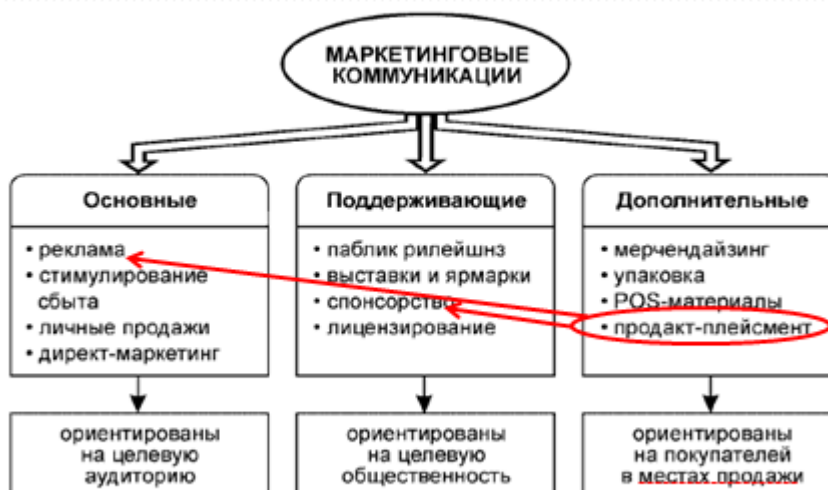 МАРКЕТИНГОВЫЕ
КОММУНИКАЦИИ
Основные
• реклама
• стимулирование
сбыта
• личные продажи
• директ-маркетинг
ориентированы
на целевую
аудиторию
Поддерживающие
• паблик рилейшнз
• выставки и ярмарки
• спонсорство
• лицензирование
ориентированы
на целевую
общественность
Дополнительные
• мерчендайзинг
• упаковка
• POS-материалы
• продакт-плейсмент
ориентированы
на покупателей
в местах продажи